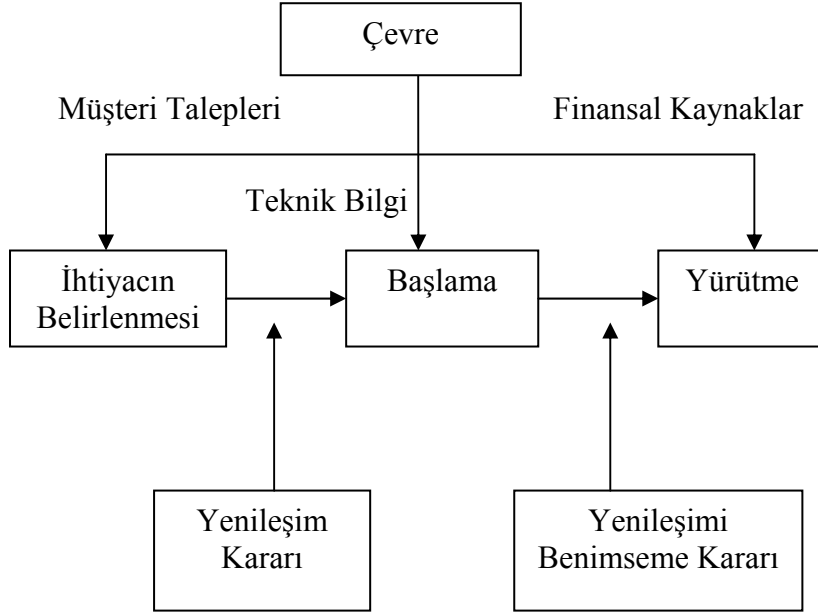 Çevre
Müşteri Talepleri
Finansal Kaynaklar
Teknik Bilgi
İhtiyacın
Belirlenmesi
Başlama
Yürütme
Yenileşim
Kararı
Yenileşimi
Benimseme Kararı